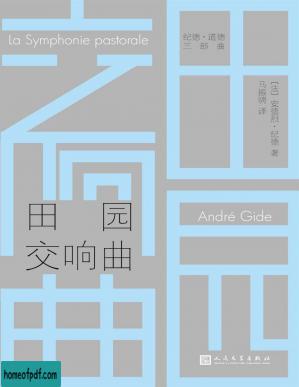 La Symphonie pastorale
纪德·道德
三部曲
[法] 安德烈·纪德 著
马振骋 译
田园
交响曲
André Gide
人民文学出版社
homeofpdf.com